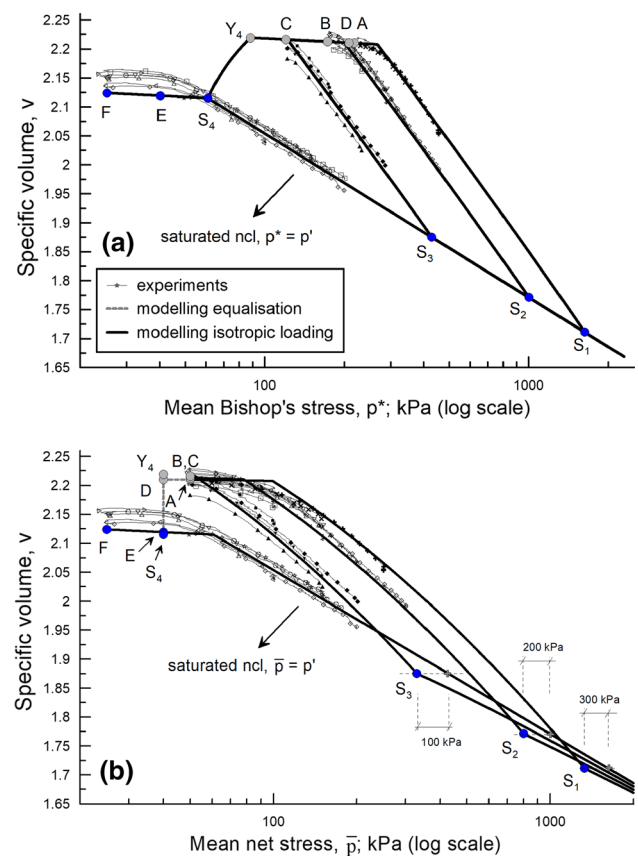 2.25
2.2
2.15
2.1
2.05
2
1.95
1.9
1.85
1.8
1.75
1.7
1.65
Specific volume, v
Y4 C B D A
F E S4
S3
S2
S1
saturated ncl, p* = p'
(a)
experiments
modelling equalisation
modelling isotropic loading
100 1000
Mean Bishop's stress, p*; kPa (log scale)
2.25
2.2
2.15
2.1
2.05
2
1.95
1.9
1.85
1.8
1.75
1.7
1.65
Specific volume, v
Y4 B,C
D A
F E
S4
saturated ncl, p̅ = p'
200 kPa
300 kPa
S3
100 kPa
S2
S1
(b)
100 1000
Mean net stress, p̅; kPa (log scale)